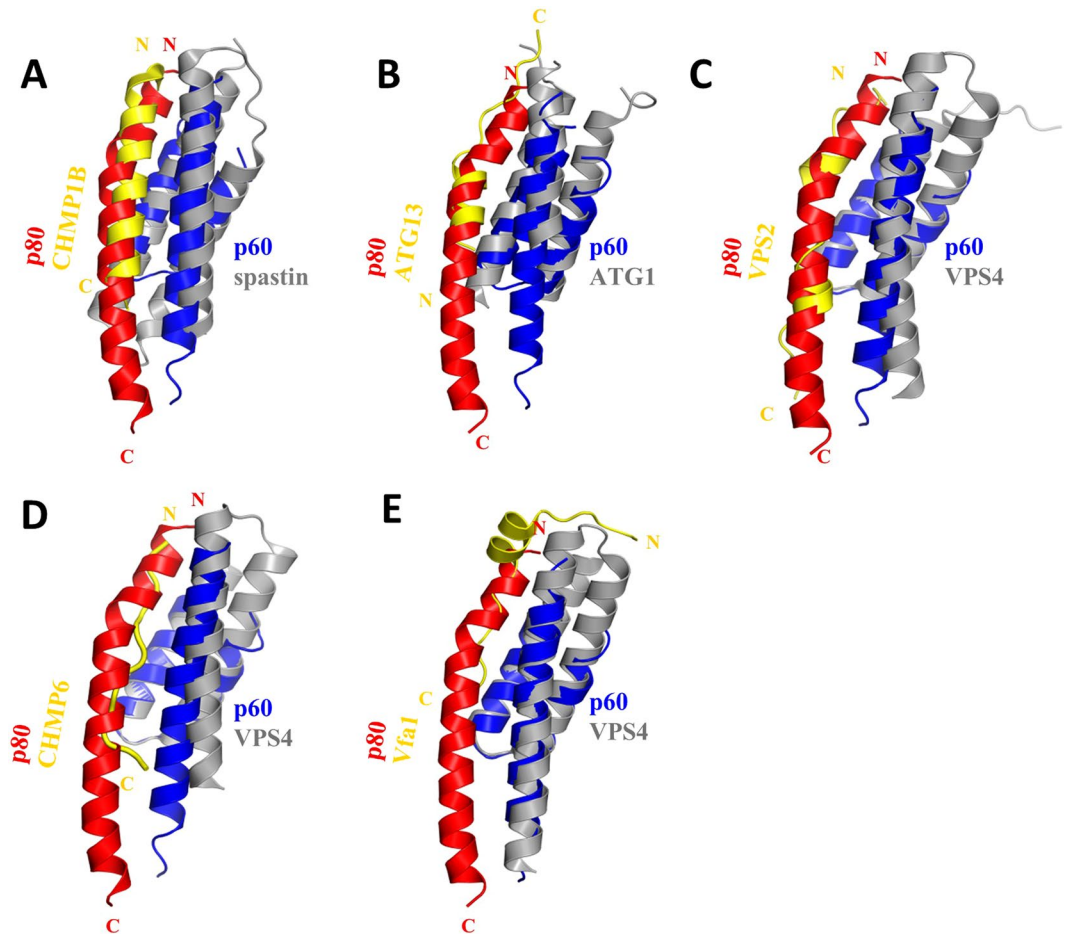 A
N N
p80
CHMP1B
p60
spastin
C
C
B
C
N
p80
ATG13
p60
ATG1
N
C
C
N N
p80
VPS2
p60
VPS4
C
C
D
N N
p80
CHMP6
p60
VPS4
C
C
E
N
N
p80
Vfa1
C
p60
VPS4
C